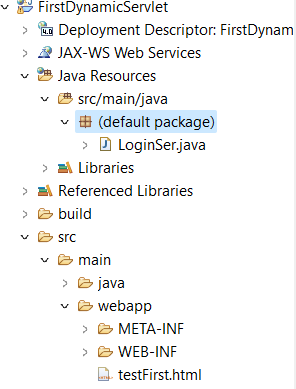 FirstDynamicServlet
Deployment Descriptor: FirstDynam
JAX-WS Web Services
Java Resources
src/main/java
(default package)
LoginSer.java
Libraries
Referenced Libraries
build
src
main
java
webapp
META-INF
WEB-INF
testFirst.html